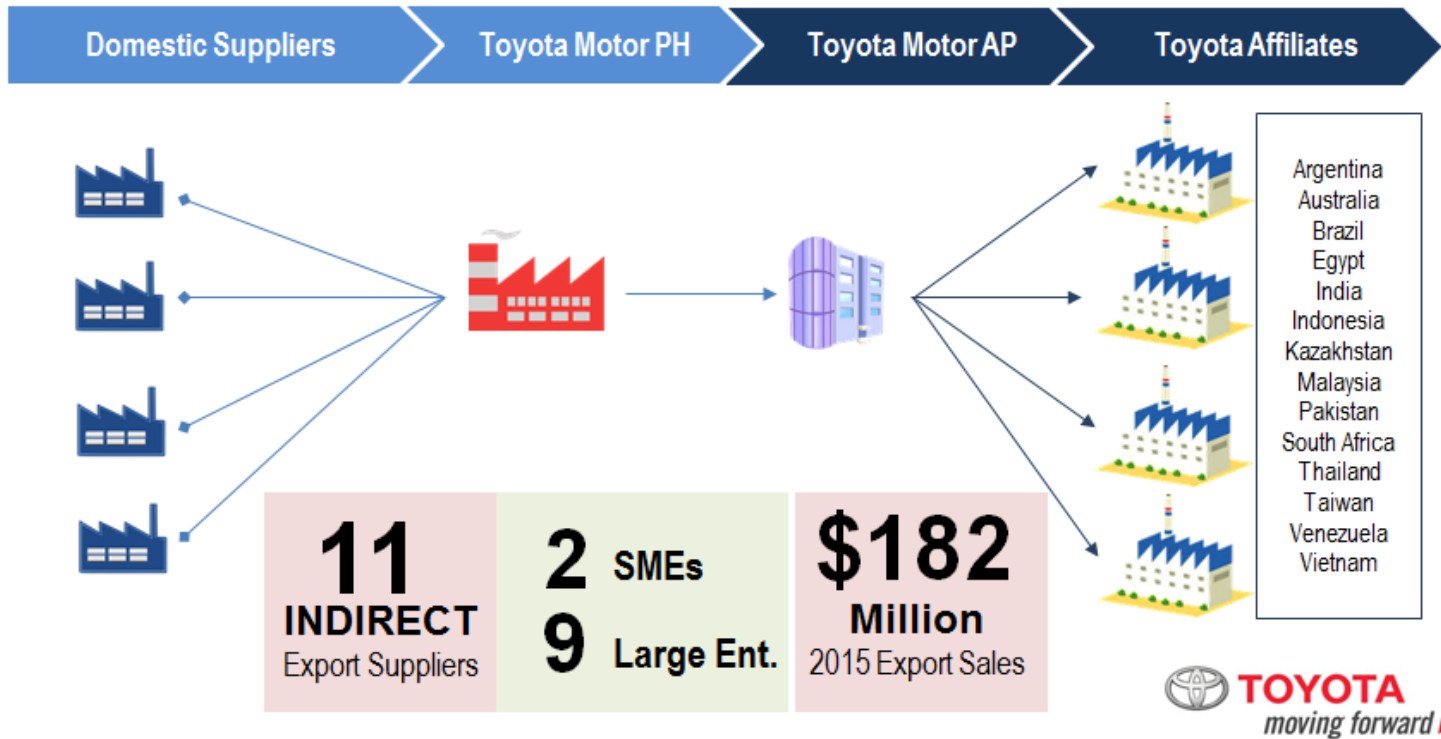 Domestic Suppliers
Toyota Motor PH
Toyota Motor AP
Toyota Affiliates
Argentina
Australia
Brazil
Egypt
India
Indonesia
Kazakhstan
Malaysia
Pakistan
South Africa
Thailand
Taiwan
Venezuela
Vietnam
11
INDIRECT
Export Suppliers
2 SMEs
9 Large Ent.
$182
Million
2015 Export Sales
TOYOTA
moving forward